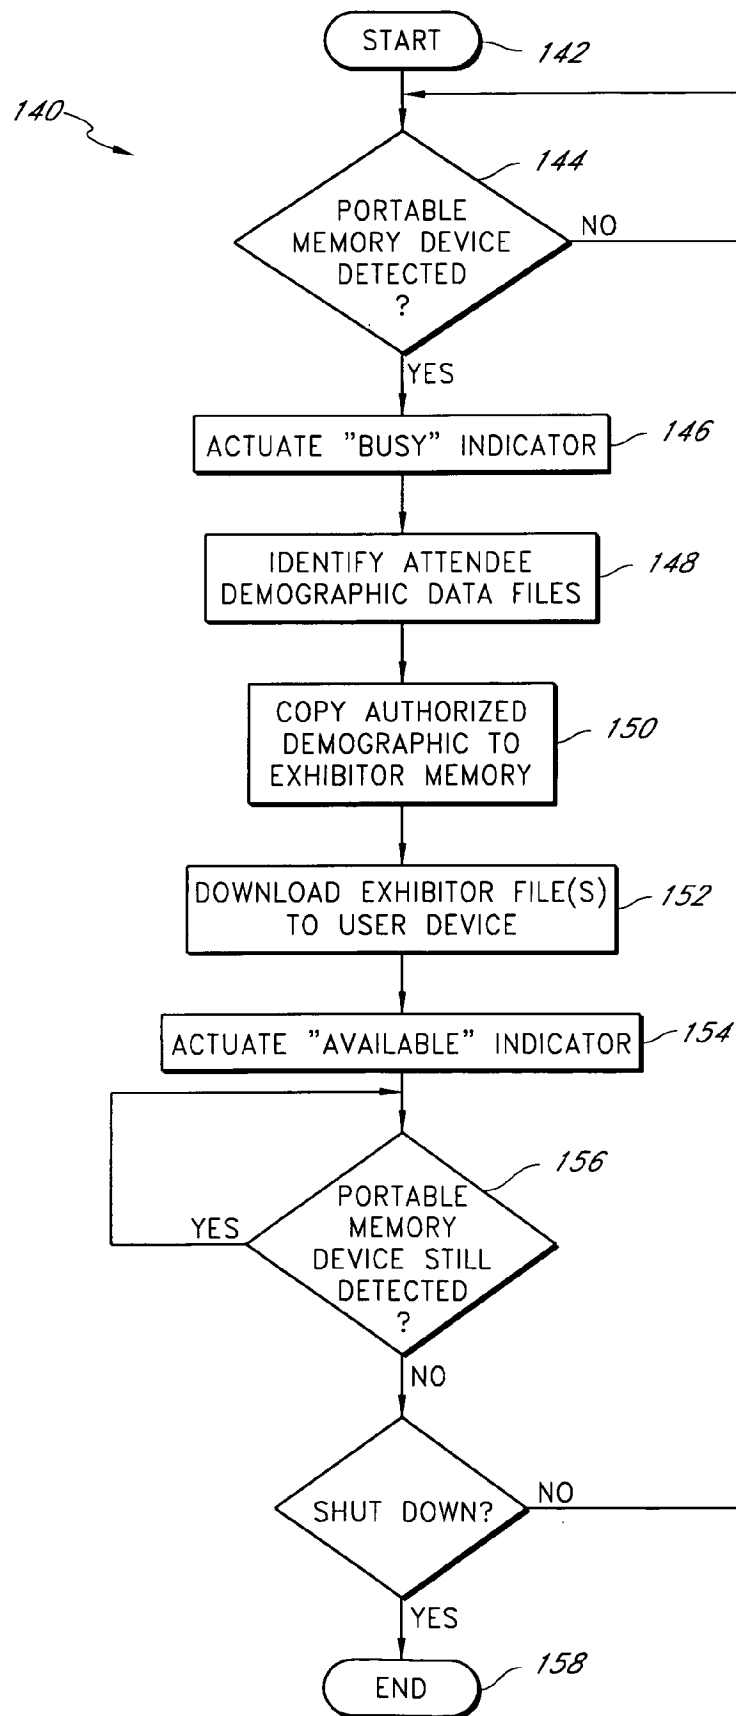 START
142
140
144
PORTABLE
MEMORY DEVICE
DETECTED
?
NO
YES
ACTUATE "BUSY" INDICATOR
146
IDENTIFY ATTENDEE
DEMOGRAPHIC DATA FILES
148
COPY AUTHORIZED
DEMOGRAPHIC TO
EXHIBITOR MEMORY
150
DOWNLOAD EXHIBITOR FILE(S)
TO USER DEVICE
152
ACTUATE "AVAILABLE" INDICATOR
154
156
PORTABLE
MEMORY
DEVICE STILL
DETECTED
?
YES
NO
SHUT DOWN?
NO
YES
END
158